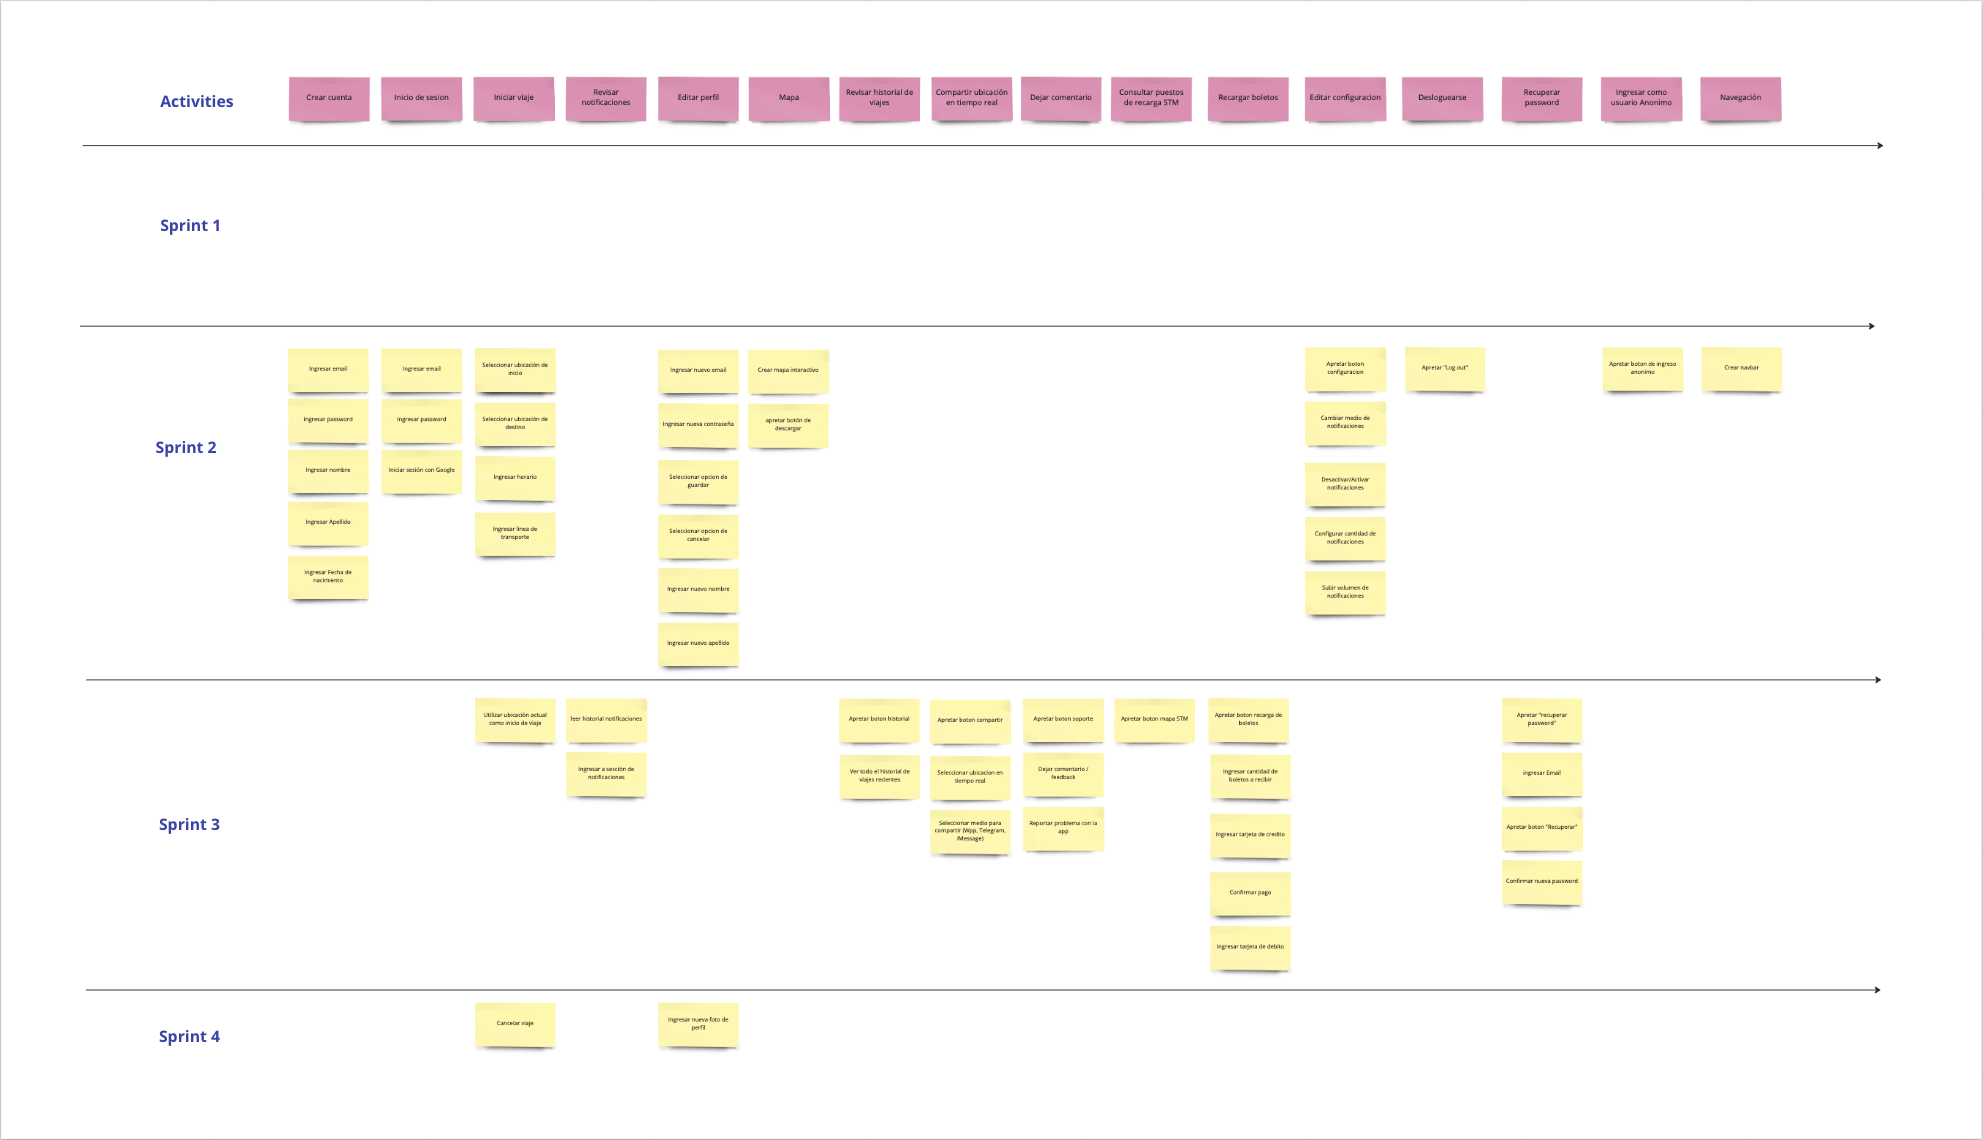 Activities
Crear cuenta
Inicio de sesion
Iniciar viaje
Revisar
notificaciones
Editar perfil
Mapa
Revisar historial de
viajes
Compartir ubicación
en tiempo real
Dejar comentario
Consultar puestos
de recarga STM
Recargar boletos
Editar configuracion
Desloguearse
Recuperar
password
Ingresar como
usuario Anonimo
Navegación
Sprint 1
Sprint 2
Ingresar email
Ingresar password
Ingresar nombre
Ingresar Apellido
Ingresar Fecha de
nacimiento
Ingresar email
Ingresar password
Iniciar sesión con Google
Seleccionar ubicación de
inicio
Seleccionar ubicación de
destino
Ingresar horario
Ingresar linea de
transporte
Ingresar nuevo email
Ingresar nueva contraseña
Seleccionar opcion de
guardar
Seleccionar opcion de
cancelar
Ingresar nuevo nombre
Ingresar nuevo apellido
Crear mapa interactivo
apretar botón de
descargar
Apretar boton
configuracion
Cambiar medio de
notificaciones
Desactivar/Activar
notificaciones
Configurar cantidad de
notificaciones
Subir volumen de
notificaciones
Apretar "Log out"
Apretar boton de ingreso
anonimo
Crear navbar
Sprint 3
Utilizar ubicación actual
como inicio de viaje
leer historial notificaciones
Ingresar a sección de
notificaciones
Apretar boton historial
Ver todo el historial de
viajes recientes
Apretar boton compartir
Seleccionar ubicacion en
tiempo real
Seleccionar medio para
compartir (Wpp, Telegram,
iMessage)
Apretar boton soporte
Dejar comentario /
feedback
Reportar problema con la
app
Apretar boton mapa STM
Apretar boton recarga de
boletos
Ingresar cantidad de
boletos a recibir
Ingresar tarjeta de credito
Confirmar pago
Ingresar tarjeta de debito
Apretar "recuperar
password"
ingresar Email
Apretar boton "Recuperar"
Confirmar nueva password
Sprint 4
Cancelar viaje
Ingresar nueva foto de
perfil